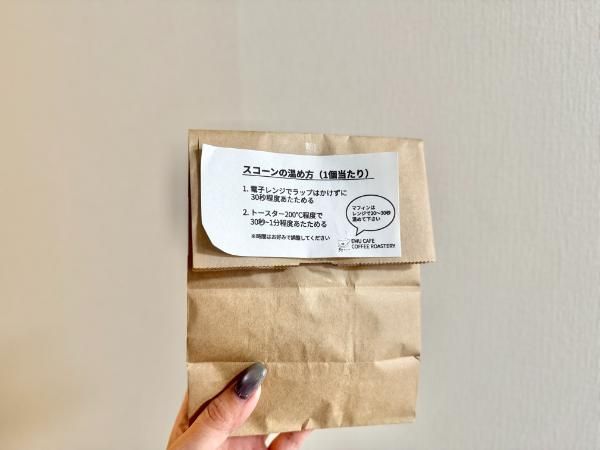 スコーンの温め方（1個当たり）
1. 電子レンジでラップはかけずに
30秒程度あたためる
2. トースター200℃程度で
30秒~1分程度あたためる
※時間はお好みで調整してください
マフィンは
レンジで20～30秒
温めて下さい
EMU CAFE
COFFEE ROASTERY